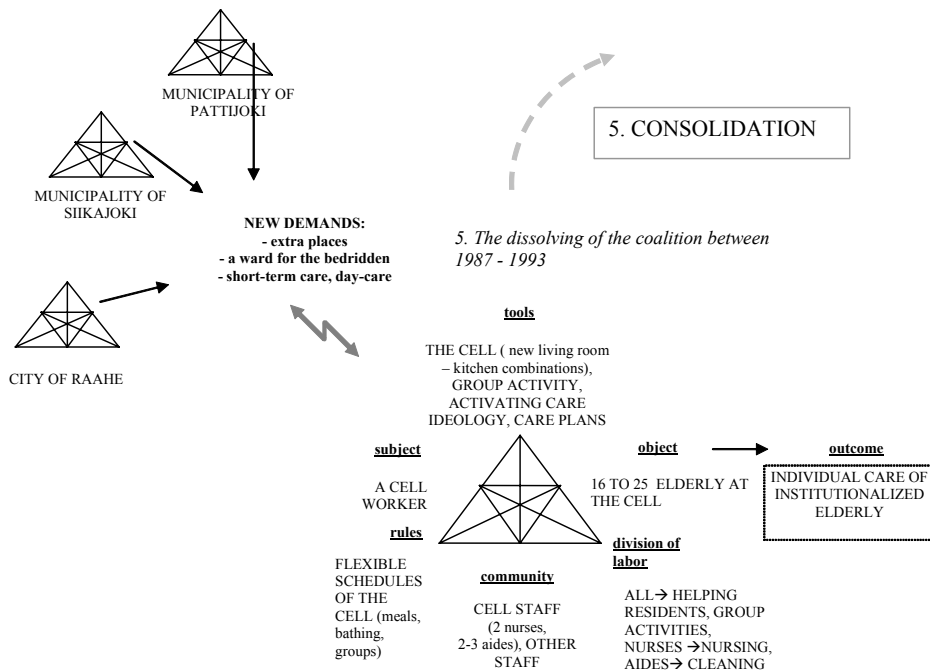 MUNICIPALITY OF
PATTIJOKI
5. CONSOLIDATION
MUNICIPALITY OF
SIIKAJOKI
NEW DEMANDS:
- extra places
- a ward for the bedridden
- short-term care, day-care
5. The dissolving of the coalition between
1987 - 1993
CITY OF RAAHE
tools
THE CELL ( new living room
– kitchen combinations),
GROUP ACTIVITY,
ACTIVATING CARE
IDEOLOGY, CARE PLANS
subject
A CELL
WORKER
object
16 TO 25 ELDERLY AT
THE CELL
outcome
INDIVIDUAL CARE OF
INSTITUTIONALIZED
ELDERLY
rules
FLEXIBLE
SCHEDULES
OF THE
CELL (meals,
bathing,
groups)
community
CELL STAFF
(2 nurses,
2-3 aides), OTHER
STAFF
division of
labor
ALL→ HELPING
RESIDENTS, GROUP
ACTIVITIES,
NURSES →NURSING,
AIDES→ CLEANING